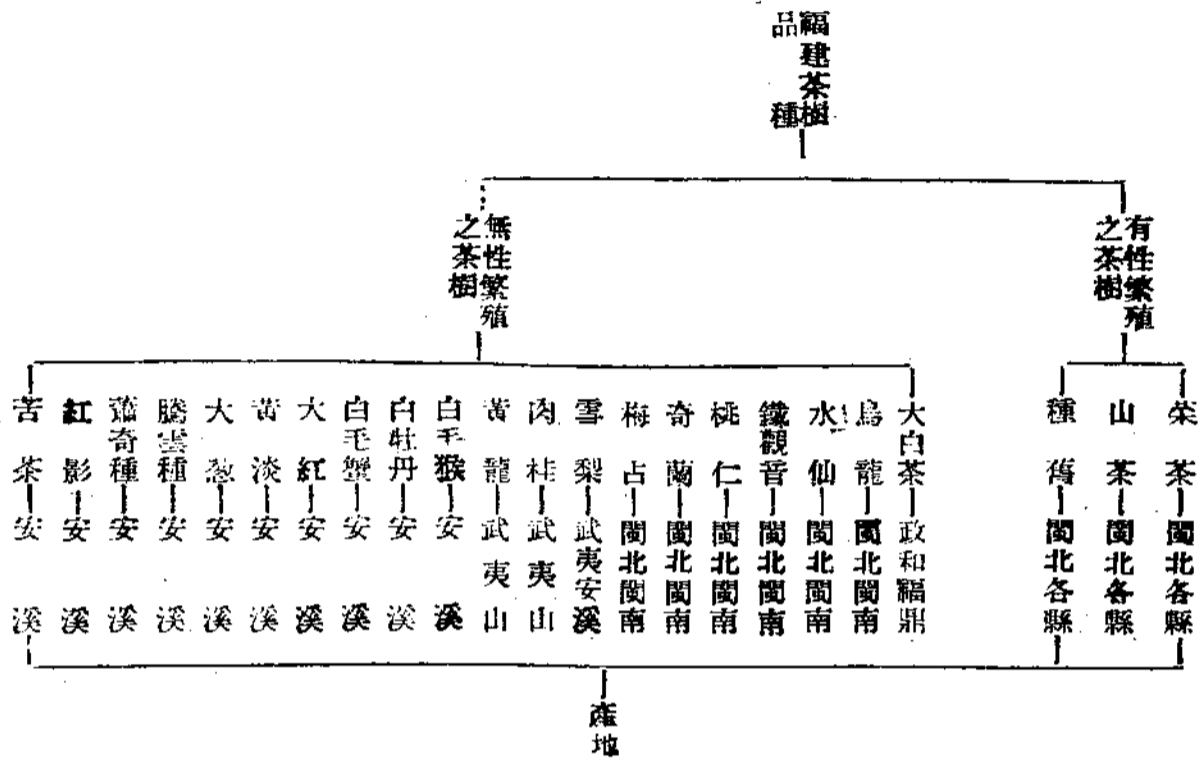 福建茶樹
品種
有性繁殖
之茶樹
無性繁殖
之茶樹
菜茶 閩北各縣
山茶 閩北各縣
種舊 閩北各縣
大白茶 政和福鼎
烏龍 閩北閩南
水仙 閩北閩南
鐵觀音 閩北閩南
桃仁 閩北閩南
奇蘭 閩北閩南
梅占 閩北閩南
雪梨 武夷安溪
肉桂 武夷山
黃龍 武夷山
白毛猴 安溪
白牡丹 安溪
白毛蟹 安溪
大紅 安溪
黃淡 安溪
大葱 安溪
騰雲種 安溪
奇種 安溪
紅影 安溪
苦茶 安溪
產地